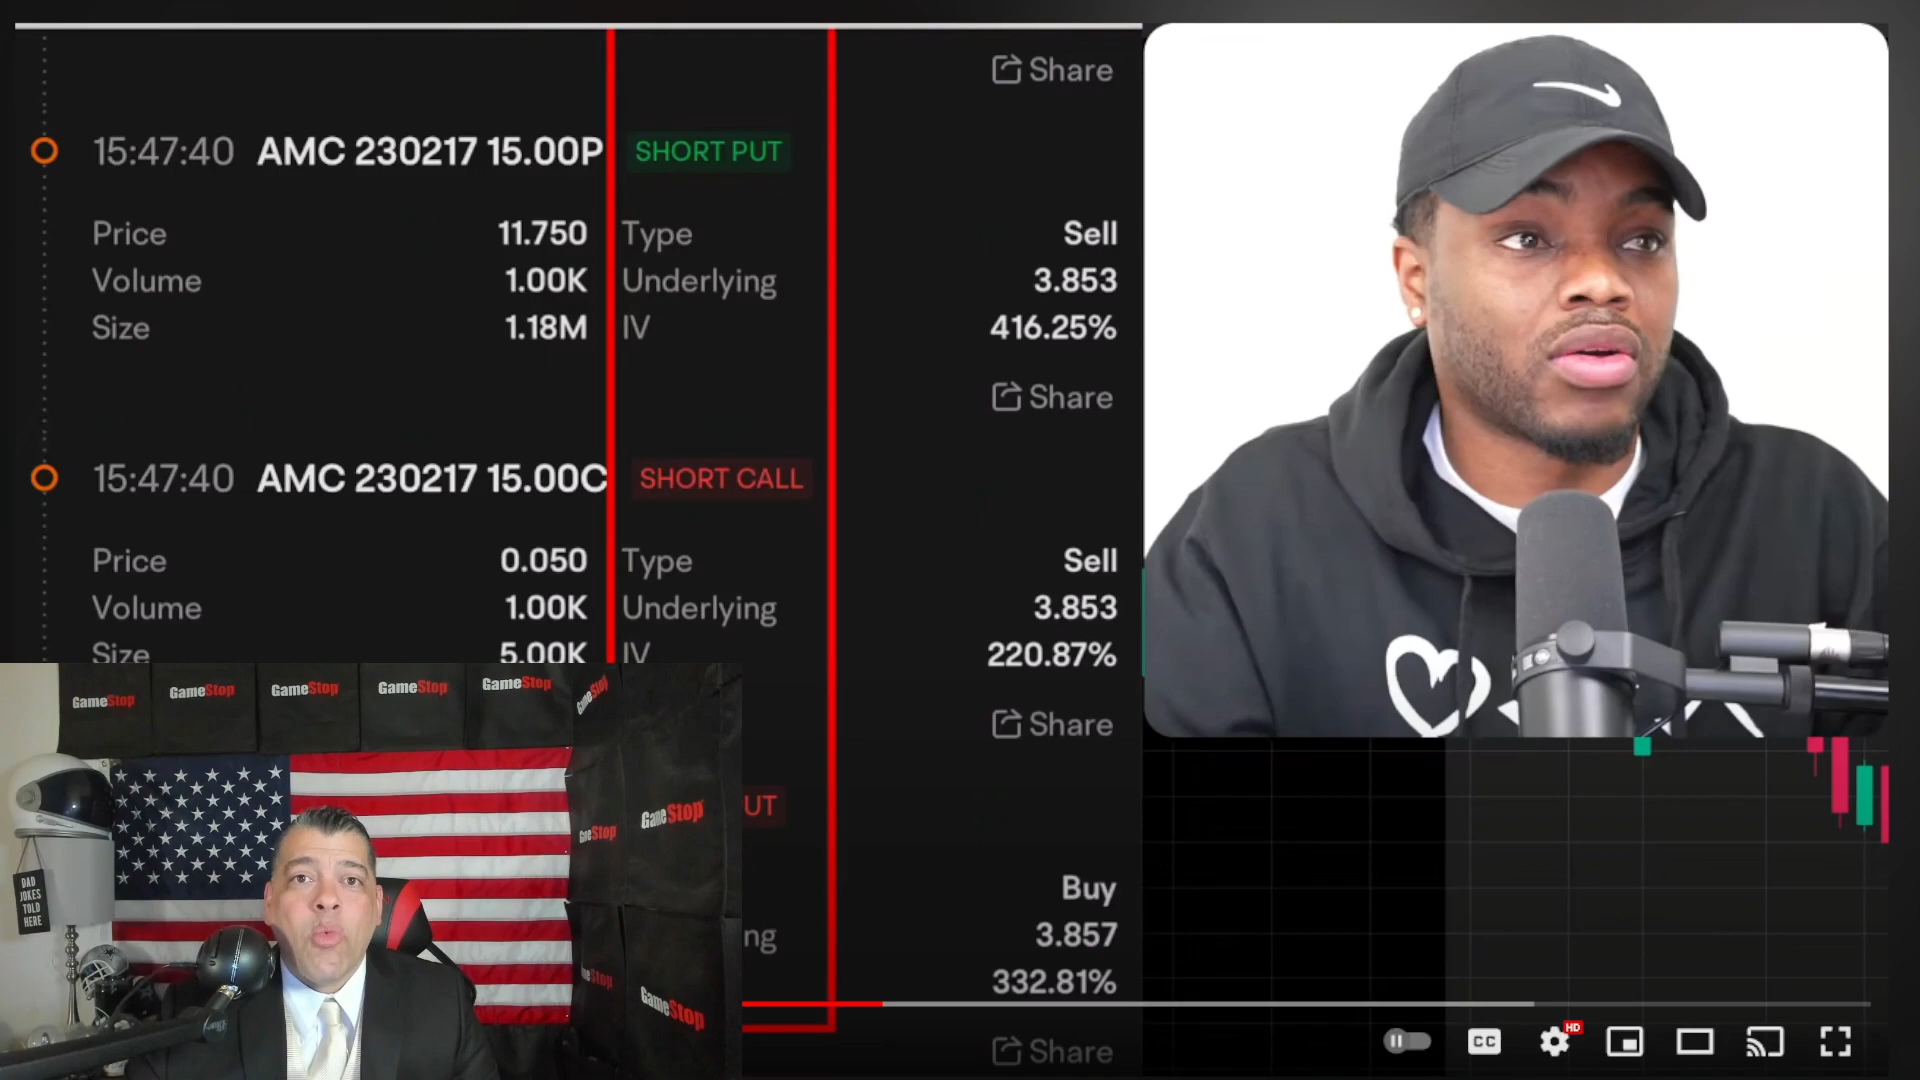 Share
15:47:40 AMC 230217 15.00P SHORT PUT
Price 11.750 Type Sell
Volume 1.00K Underlying 3.853
Size 1.18M IV 416.25%
Share
15:47:40 AMC 230217 15.00C SHORT CALL
Price 0.050 Type Sell
Volume 1.00K Underlying 3.853
Size 5.00K IV 220.87%
Share
UT
Buy
ng 3.857
332.81%
Share
GameStop GameStop GameStop GameStop GameStop GameStop
GameStop
GameStop
GameStop
DAD
JOKES
TOLD
HERE
CC
HD